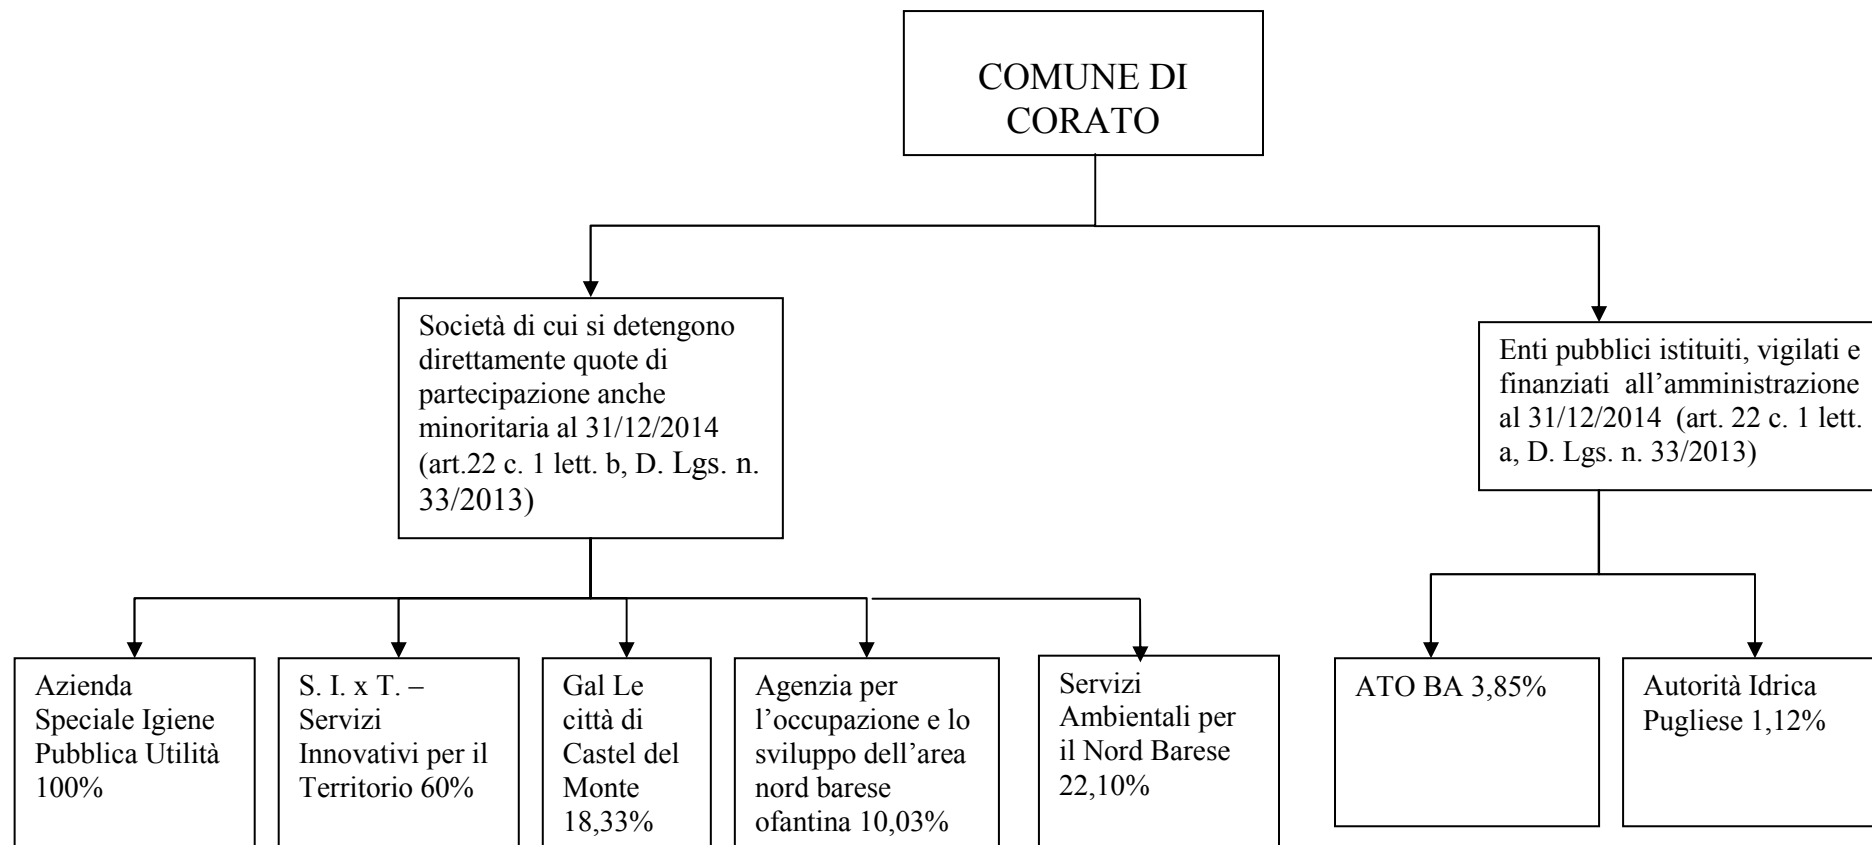 COMUNE DI
CORATO
Società di cui si detengono
direttamente quote di
partecipazione anche
minoritaria al 31/12/2014
(art.22 c. 1 lett. b, D. Lgs. n.
33/2013)
Enti pubblici istituiti, vigilati e
finanziati all’amministrazione
al 31/12/2014 (art. 22 c. 1 lett.
a, D. Lgs. n. 33/2013)
Azienda
Speciale Igiene
Pubblica Utilità
100%
S. I. x T. –
Servizi
Innovativi per il
Territorio 60%
Gal Le
città di
Castel del
Monte
18,33%
Agenzia per
l’occupazione e lo
sviluppo dell’area
nord barese
ofantina 10,03%
Servizi
Ambientali per
il Nord Barese
22,10%
ATO BA 3,85%
Autorità Idrica
Pugliese 1,12%